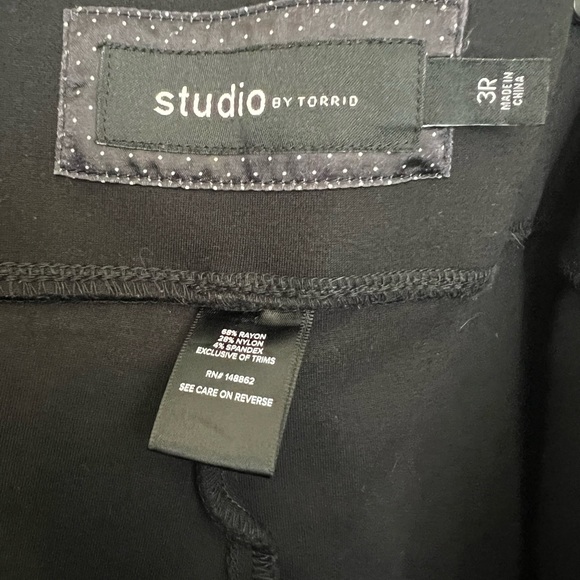 studio BY TORRID
3R
MADE IN
CHINA
68% RAYON
28% NYLON
4% SPANDEX
EXCLUSIVE OF TRIMS
RN# 148862
SEE CARE ON REVERSE